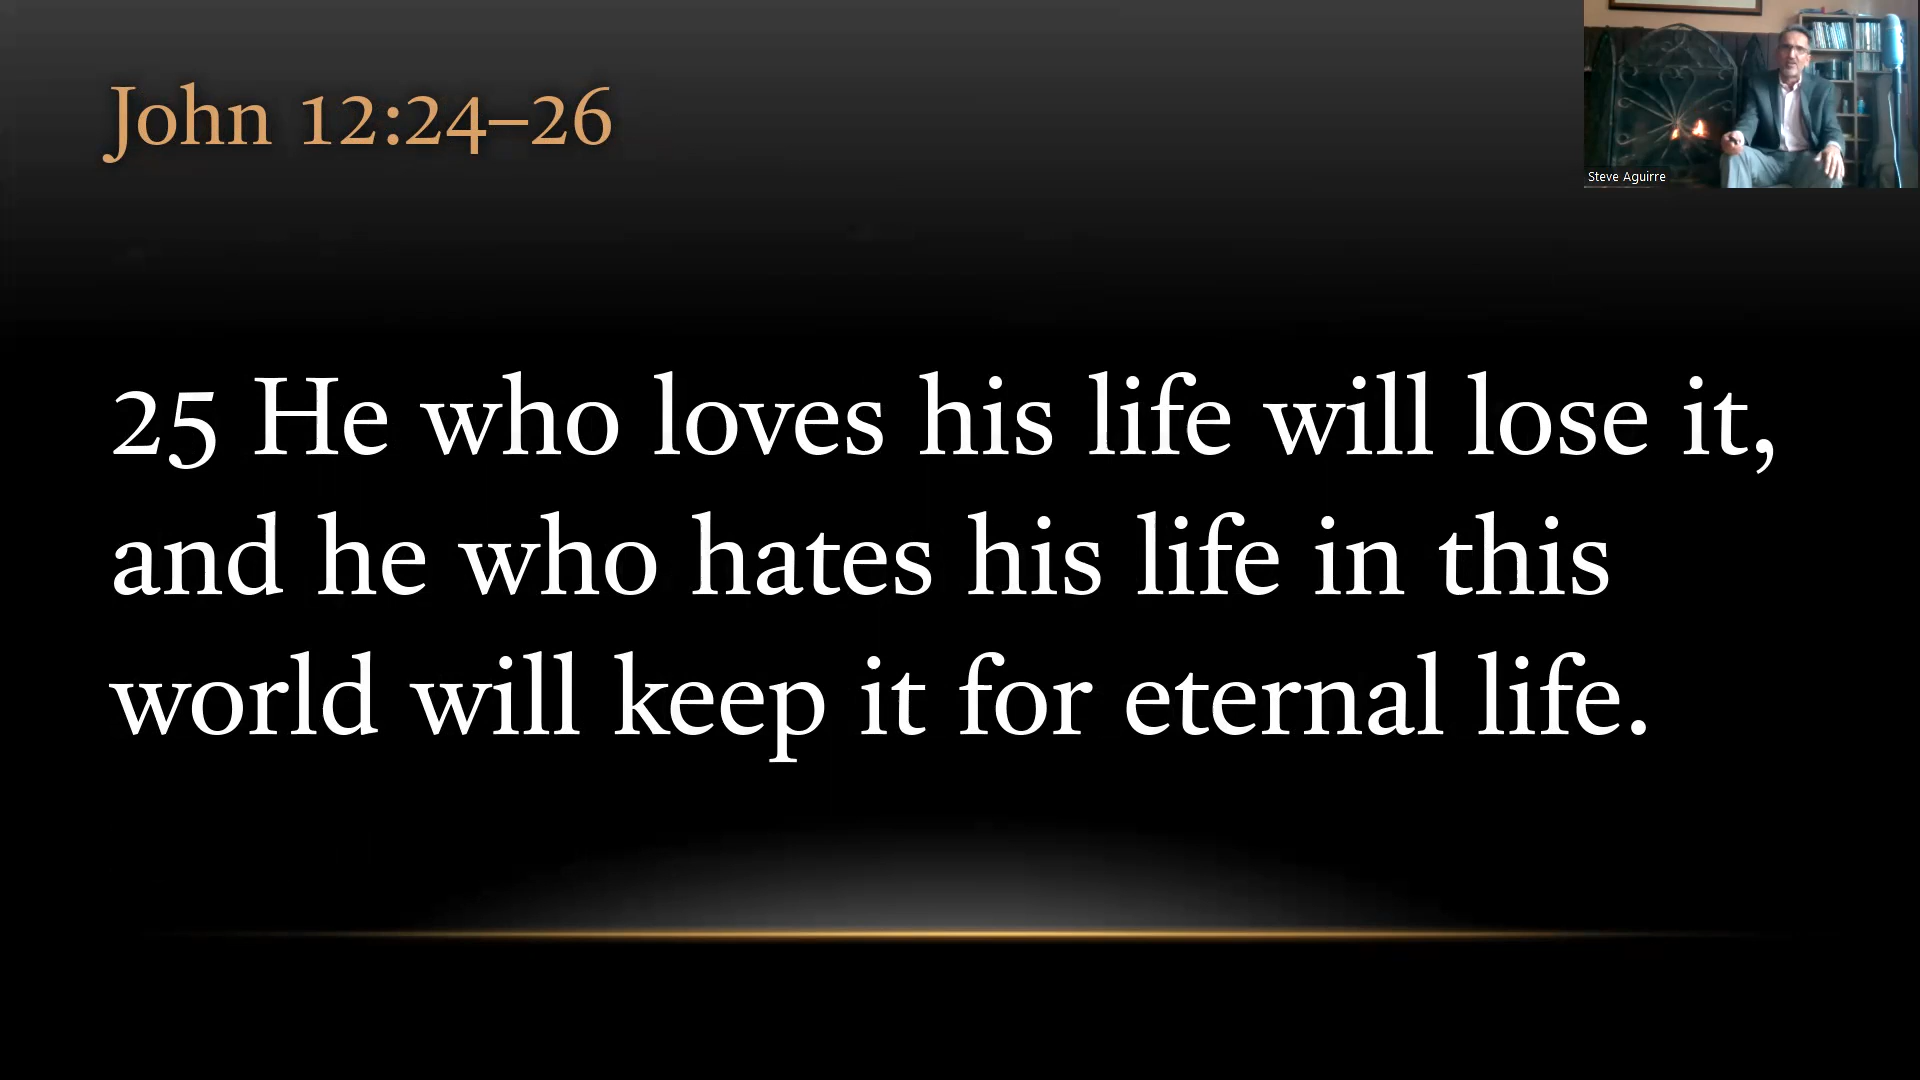 John 12:24–26
Steve Aguirre
25 He who loves his life will lose it,
and he who hates his life in this
world will keep it for eternal life.